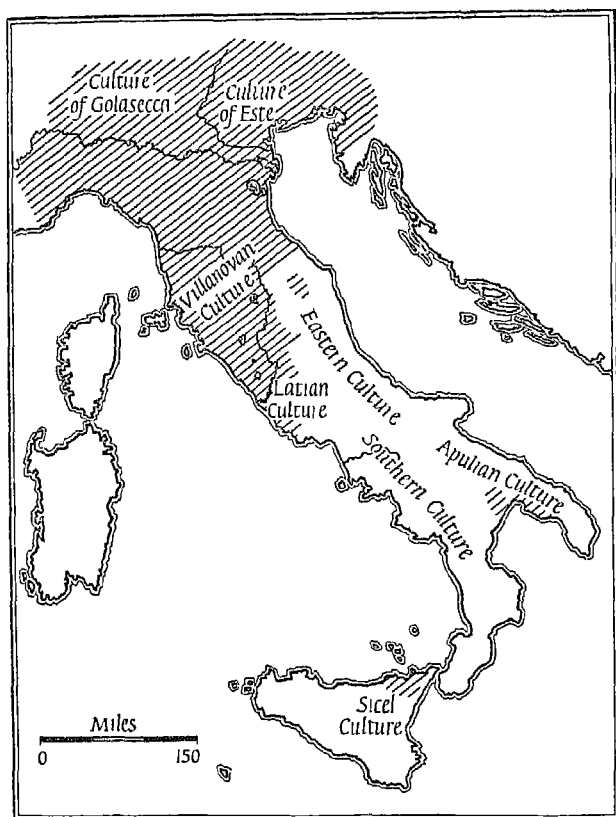 Culture
of Golasecca
Culture
of Este
Villanovan
Culture
Eastern Culture
Latian
Culture
Southern Culture
Apulian Culture
Sicel
Culture
Miles
0 150